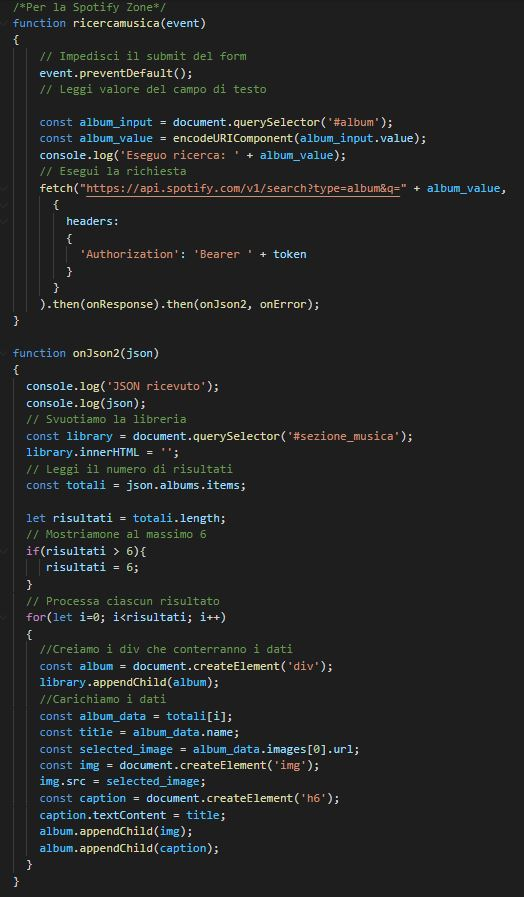 /*Per la Spotify Zone*/
function ricercamusica(event)
{
    // Impedisci il submit del form
    event.preventDefault();
    // Leggi valore del campo di testo

    const album_input = document.querySelector('#album');
    const album_value = encodeURIComponent(album_input.value);
    console.log('Eseguo ricerca: ' + album_value);
    // Esegui la richiesta
    fetch("https://api.spotify.com/v1/search?type=album&q=" + album_value,
      {
        headers:
        {
          'Authorization': 'Bearer ' + token
        }
      }
    ).then(onResponse).then(onJson2, onError);
}

function onJson2(json)
{
  console.log('JSON ricevuto');
  console.log(json);
  // Svuotiamo la libreria
  const library = document.querySelector('#sezione_musica');
  library.innerHTML = '';
  // Leggi il numero di risultati
  const totali = json.albums.items;

  let risultati = totali.length;
  // Mostriamone al massimo 6
  if(risultati > 6){
     risultati = 6;
  }
  // Processa ciascun risultato
  for(let i=0; i<risultati; i++)
  {
    //Creiamo i div che conterranno i dati
    const album = document.createElement('div');
    library.appendChild(album);
    //Carichiamo i dati
    const album_data = totali[i];
    const title = album_data.name;
    const selected_image = album_data.images[0].url;
    const img = document.createElement('img');
    img.src = selected_image;
    const caption = document.createElement('h6');
    caption.textContent = title;
    album.appendChild(img);
    album.appendChild(caption);
  }
}